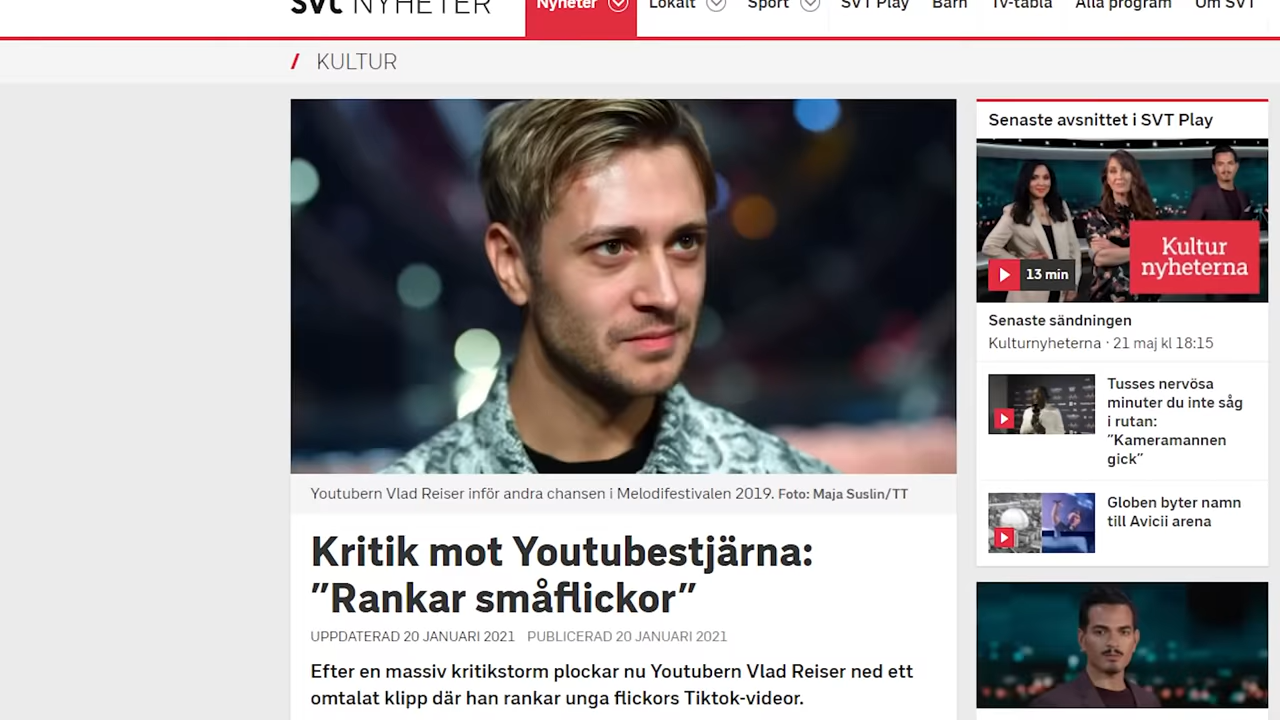 SVT NYHETER
Nyheter
Lokalt
Sport
SVT Play
Barn
Tv-tablå
Alla program
Om SVT
/ KULTUR
Youtubern Vlad Reiser inför andra chansen i Melodifestivalen 2019. Foto: Maja Suslin/TT
Kritik mot Youtubestjärna:
”Rankar småflickor”
UPPDATERAD 20 JANUARI 2021 PUBLICERAD 20 JANUARI 2021
Efter en massiv kritikstorm plockar nu Youtubern Vlad Reiser ned ett
omtalat klipp där han rankar unga flickors Tiktok-videor.
Senaste avsnittet i SVT Play
Kultur
nyheterna
13 min
Senaste sändningen
Kulturnyheterna · 21 maj kl 18:15
Tusses nervösa
minuter du inte såg
i rutan:
”Kameramannen
gick”
Globen byter namn
till Avicii arena